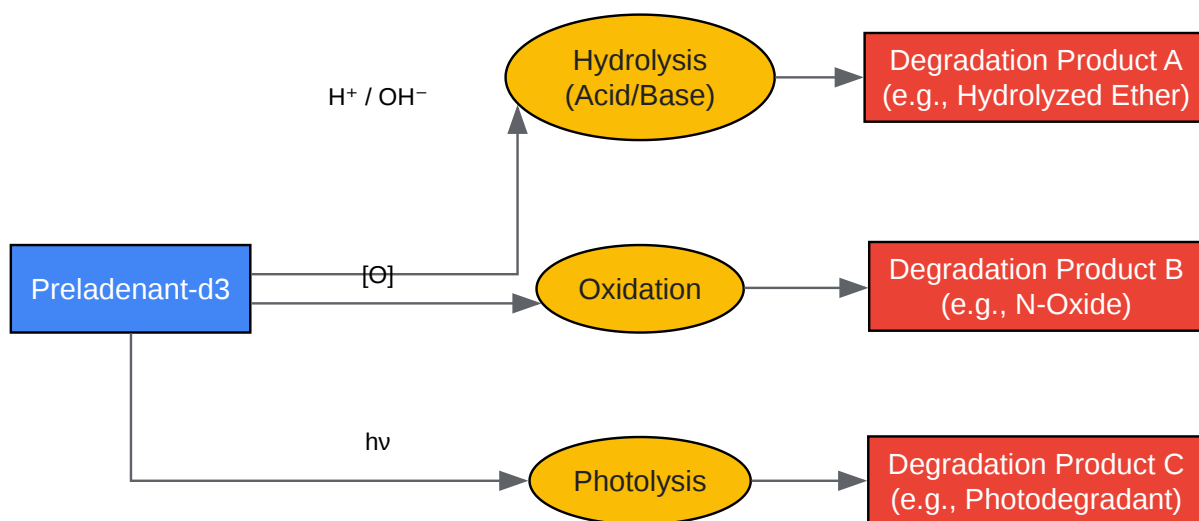 Hydrolysis
(Acid/Base)
Degradation Product A
(e.g., Hydrolyzed Ether)
H⁺ / OH⁻
Preladenant-d3
[O]
Oxidation
Degradation Product B
(e.g., N-Oxide)
hν
Photolysis
Degradation Product C
(e.g., Photodegradant)